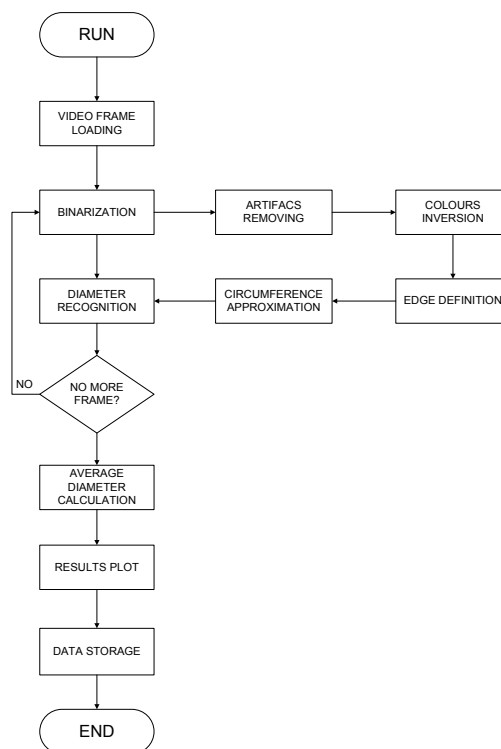 RUN
VIDEO FRAME
LOADING
BINARIZATION
ARTIFACS
REMOVING
COLOURS
INVERSION
DIAMETER
RECOGNITION
CIRCUMFERENCE
APPROXIMATION
EDGE DEFINITION
NO
NO MORE
FRAME?
AVERAGE
DIAMETER
CALCULATION
RESULTS PLOT
DATA STORAGE
END